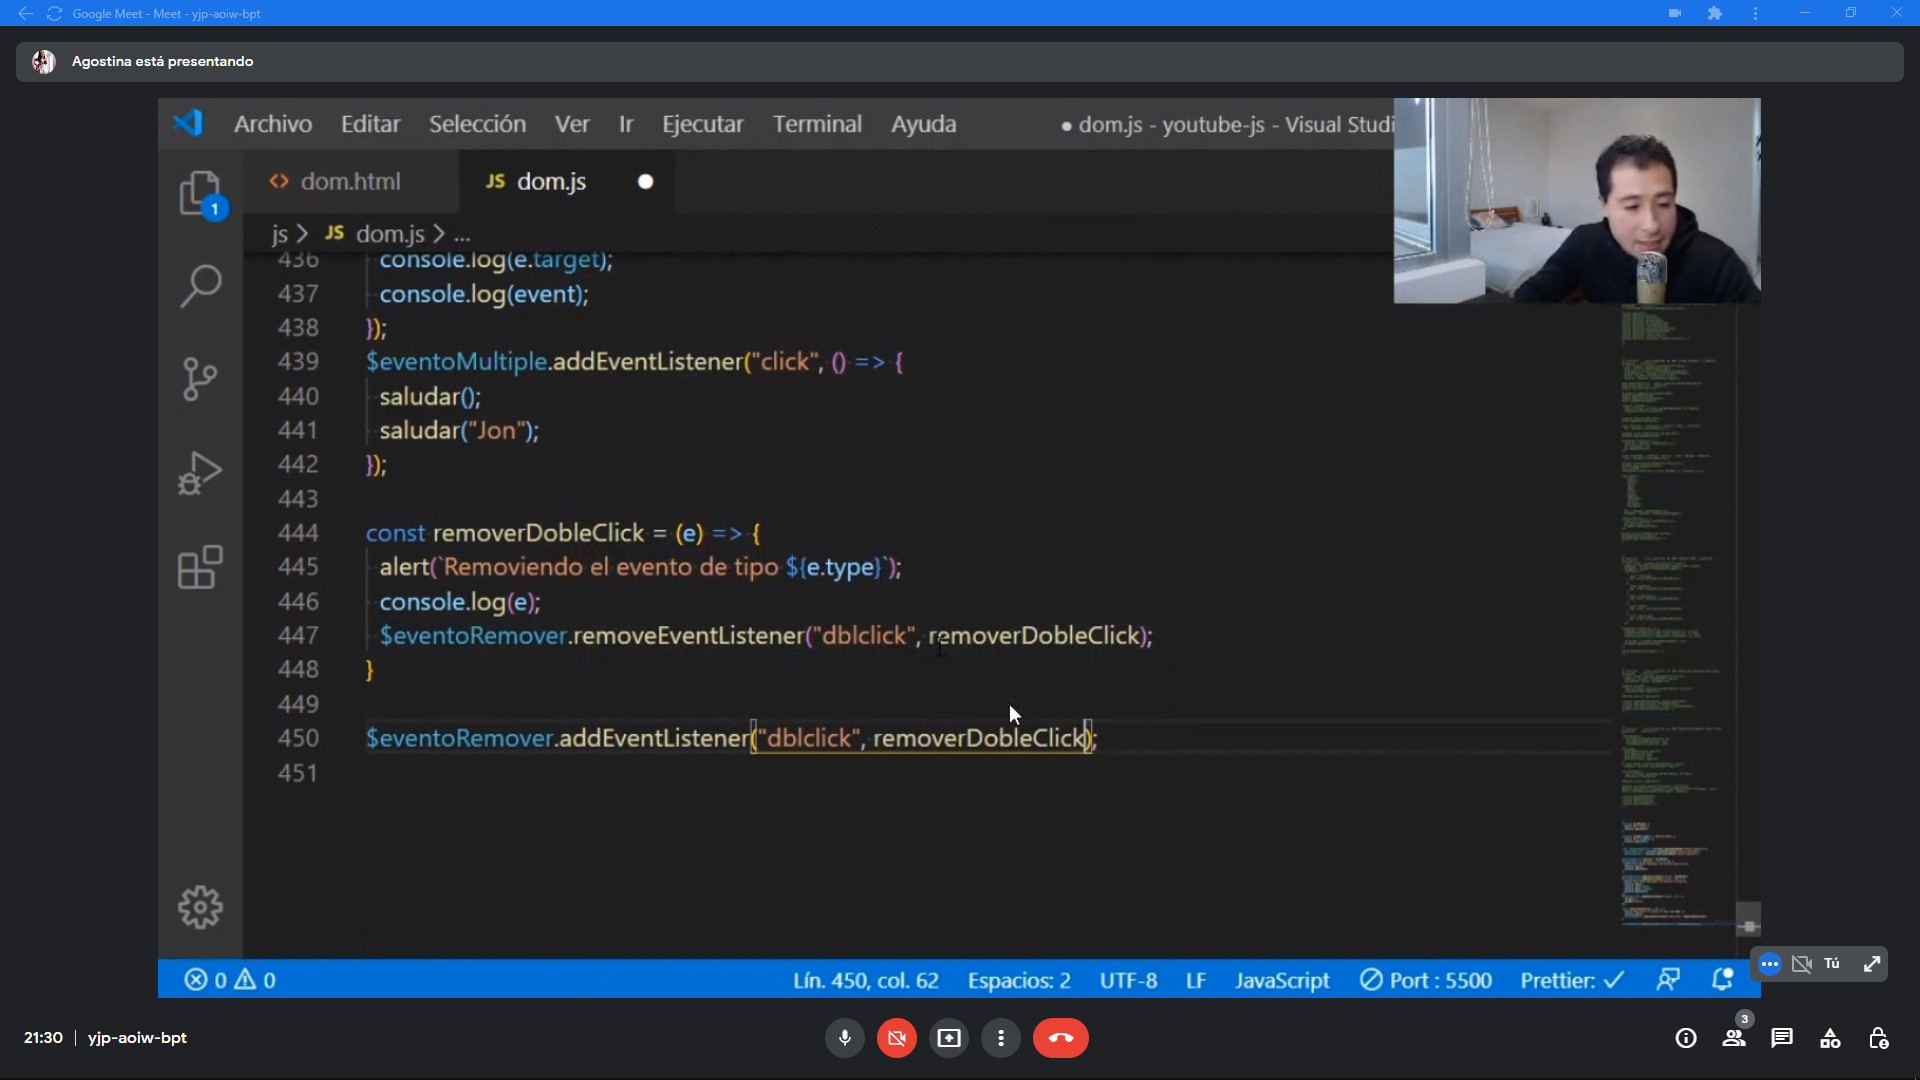 Google Meet - Meet - yjp-aoiw-bpt
Agostina está presentando
Archivo Editar Selección Ver Ir Ejecutar Terminal Ayuda ● dom.js - youtube-js - Visual Studi
<> dom.html JS dom.js ●
1
js > JS dom.js > ...
436 console.log(e.target);
437 console.log(event);
438 });
439 $eventoMultiple.addEventListener("click", () => {
440 saludar();
441 saludar("Jon");
442 });
443
444 const removerDobleClick = (e) => {
445 alert(`Removiendo el evento de tipo ${e.type}`);
446 console.log(e);
447 $eventoRemover.removeEventListener("dblclick", removerDobleClick);
448 }
449
450 $eventoRemover.addEventListener("dblclick", removerDobleClick);
451
0 0 Lín. 450, col. 62 Espacios: 2 UTF-8 LF JavaScript Port : 5500 Prettier: ✓
Tú
21:30 | yjp-aoiw-bpt
3